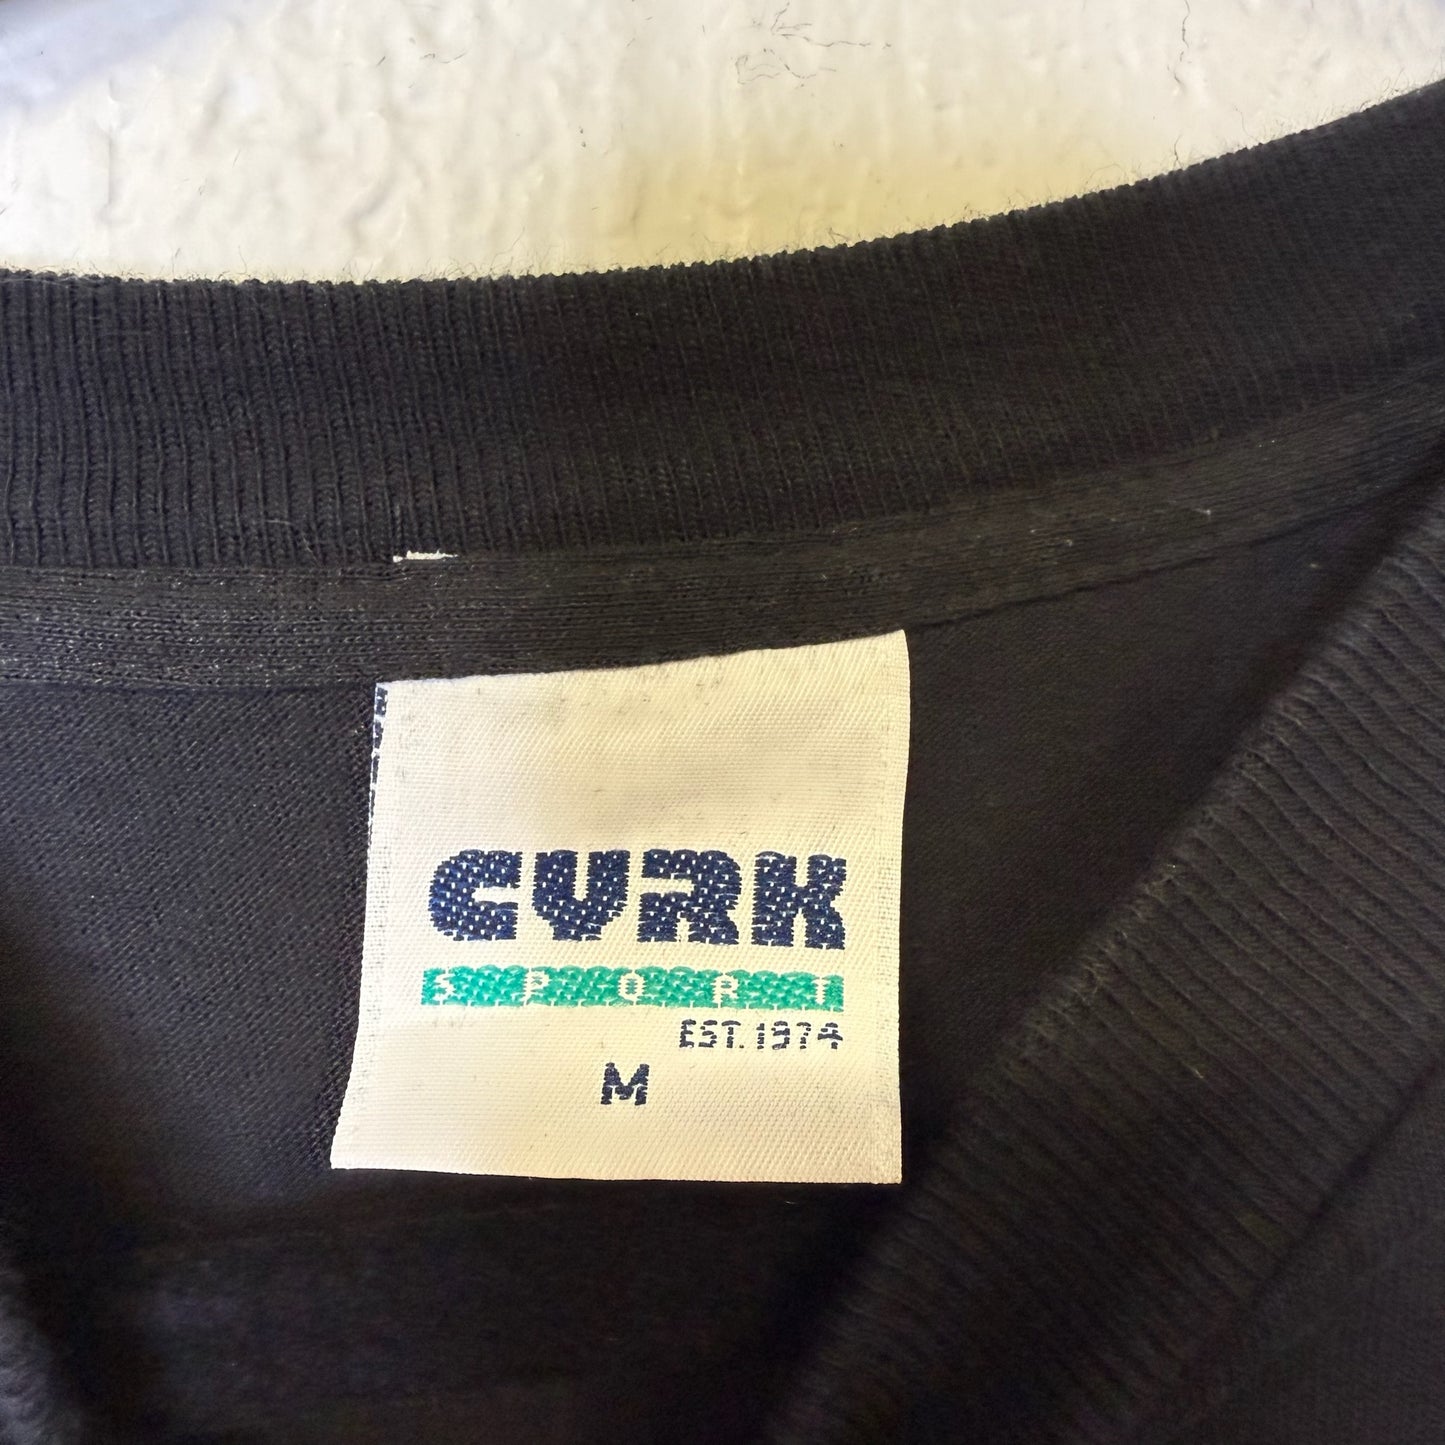 CVRK
SPORT
EST. 1974
M